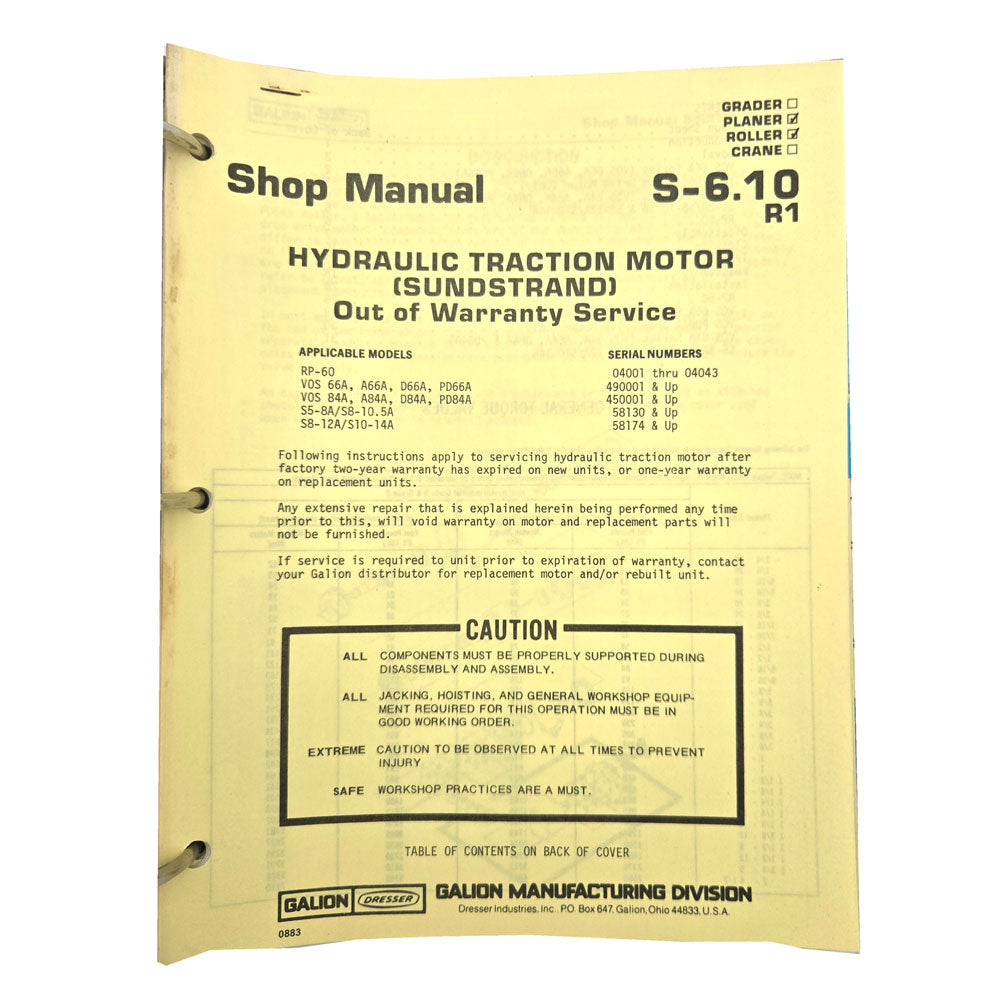 GRADER ☐
PLANER ☑
ROLLER ☑
CRANE ☐
Shop Manual
S-6.10
R1
HYDRAULIC TRACTION MOTOR
(SUNDSTRAND)
Out of Warranty Service
APPLICABLE MODELS SERIAL NUMBERS
RP-60 04001 thru 04043
VOS 66A, A66A, D66A, PD66A 490001 & Up
VOS 84A, A84A, D84A, PD84A 450001 & Up
S5-8A/S8-10.5A 58130 & Up
S8-12A/S10-14A 58174 & Up
Following instructions apply to servicing hydraulic traction motor after
factory two-year warranty has expired on new units, or one-year warranty
on replacement units.
Any extensive repair that is explained herein being performed any time
prior to this, will void warranty on motor and replacement parts will
not be furnished.
If service is required to unit prior to expiration of warranty, contact
your Galion distributor for replacement motor and/or rebuilt unit.
CAUTION
ALL COMPONENTS MUST BE PROPERLY SUPPORTED DURING
DISASSEMBLY AND ASSEMBLY.
ALL JACKING, HOISTING, AND GENERAL WORKSHOP EQUIP-
MENT REQUIRED FOR THIS OPERATION MUST BE IN
GOOD WORKING ORDER.
EXTREME CAUTION TO BE OBSERVED AT ALL TIMES TO PREVENT
INJURY
SAFE WORKSHOP PRACTICES ARE A MUST.
TABLE OF CONTENTS ON BACK OF COVER
GALION DRESSER GALION MANUFACTURING DIVISION
Dresser Industries, Inc., P.O. Box 647, Galion, Ohio 44833, U.S.A.
0883